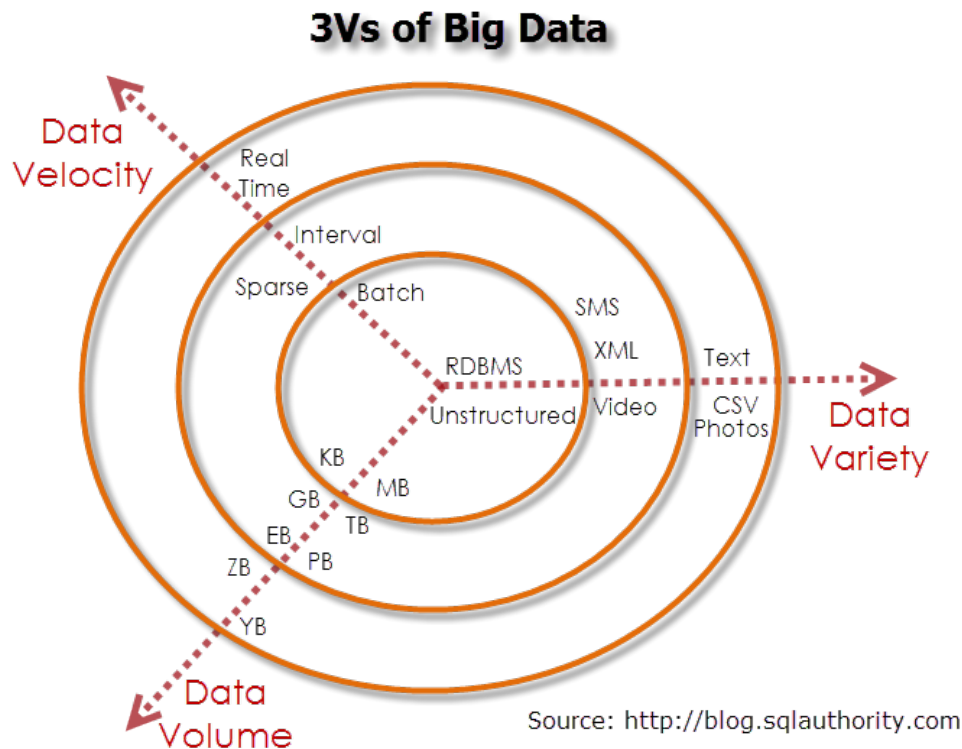 3Vs of Big Data
Data
Velocity
Real
Time
Interval
Sparse
Batch
SMS
XML
RDBMS
Text
Unstructured
Video
CSV
Photos
Data
Variety
KB
MB
GB
TB
EB
PB
ZB
YB
Data
Volume
Source: http://blog.sqlauthority.com